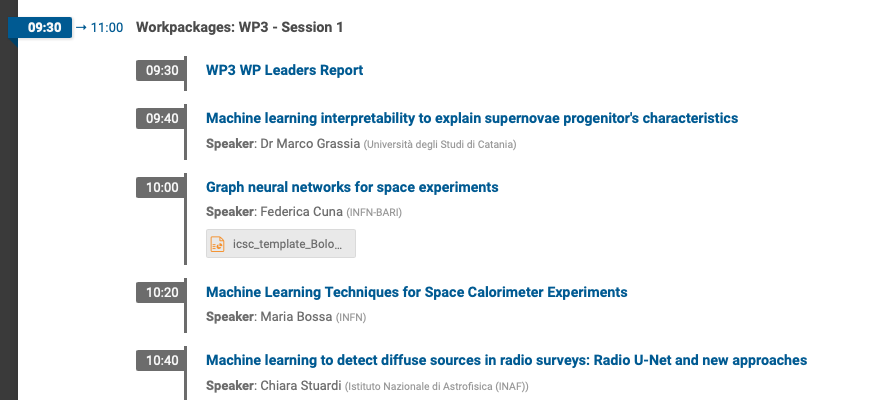 09:30 → 11:00 Workpackages: WP3 - Session 1
09:30 WP3 WP Leaders Report
09:40 Machine learning interpretability to explain supernovae progenitor's characteristics
Speaker: Dr Marco Grassia (Università degli Studi di Catania)
10:00 Graph neural networks for space experiments
Speaker: Federica Cuna (INFN-BARI)
icsc_template_Bolo...
10:20 Machine Learning Techniques for Space Calorimeter Experiments
Speaker: Maria Bossa (INFN)
10:40 Machine learning to detect diffuse sources in radio surveys: Radio U-Net and new approaches
Speaker: Chiara Stuardi (Istituto Nazionale di Astrofisica (INAF))